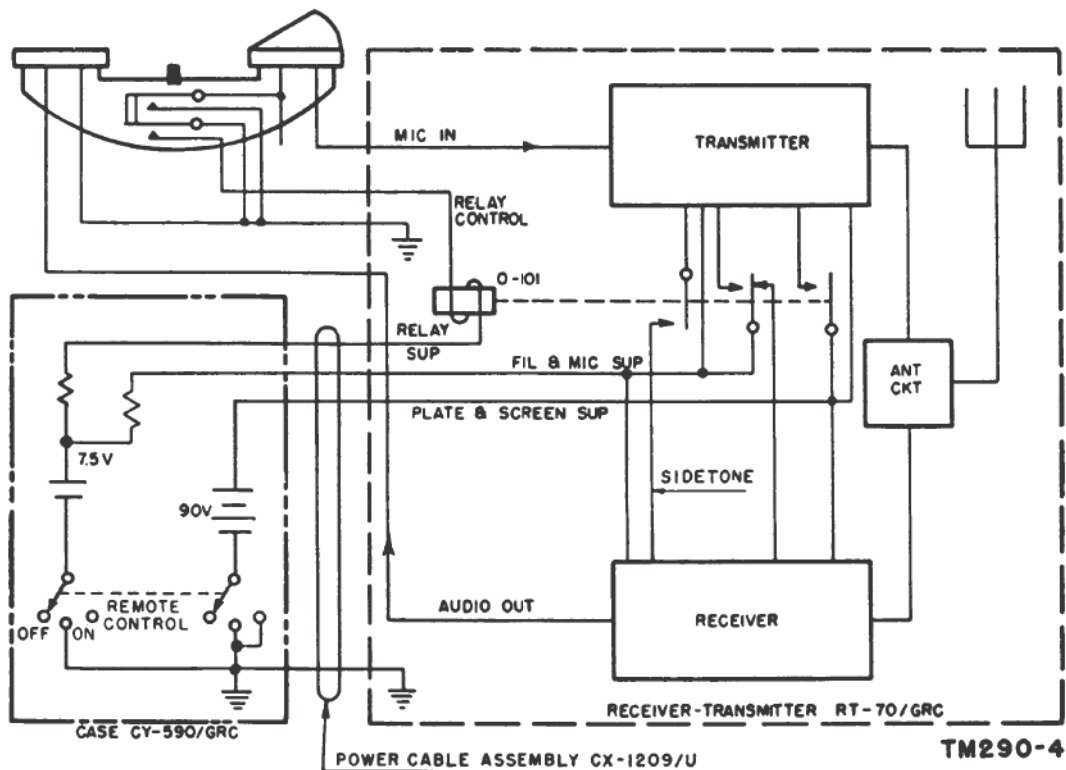 MIC IN
TRANSMITTER
RELAY
CONTROL
O-101
RELAY
SUP
FIL & MIC SUP
PLATE & SCREEN SUP
ANT
CKT
7.5V
90V
SIDETONE
REMOTE
CONTROL
OFF
ON
AUDIO OUT
RECEIVER
RECEIVER-TRANSMITTER RT-70/GRC
CASE CY-590/GRC
TM290-4
POWER CABLE ASSEMBLY CX-1209/U